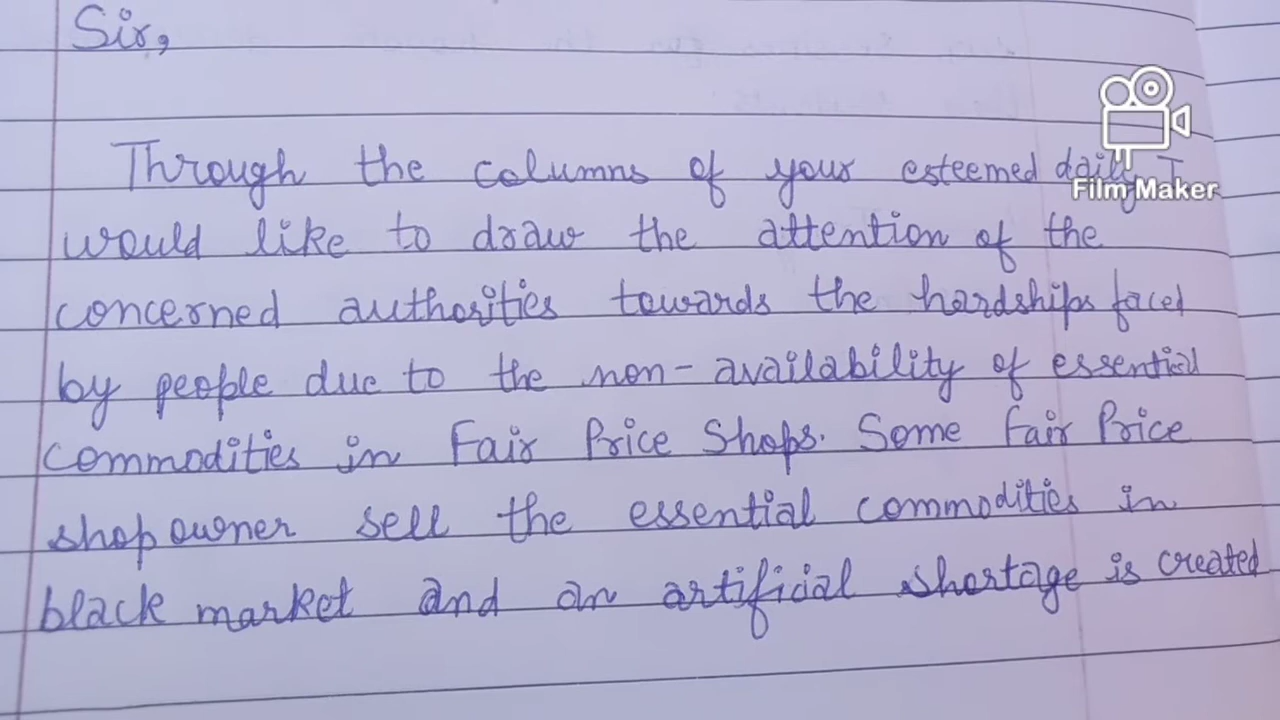 Sir,
Through the columns of your esteemed daily I
would like to draw the attention of the
concerned authorities towards the hardships faced
by people due to the non-availability of essential
commodities in Fair Price Shops. Some Fair Price
shop owner sell the essential commodities in
black market and an artificial shortage is created
Film Maker